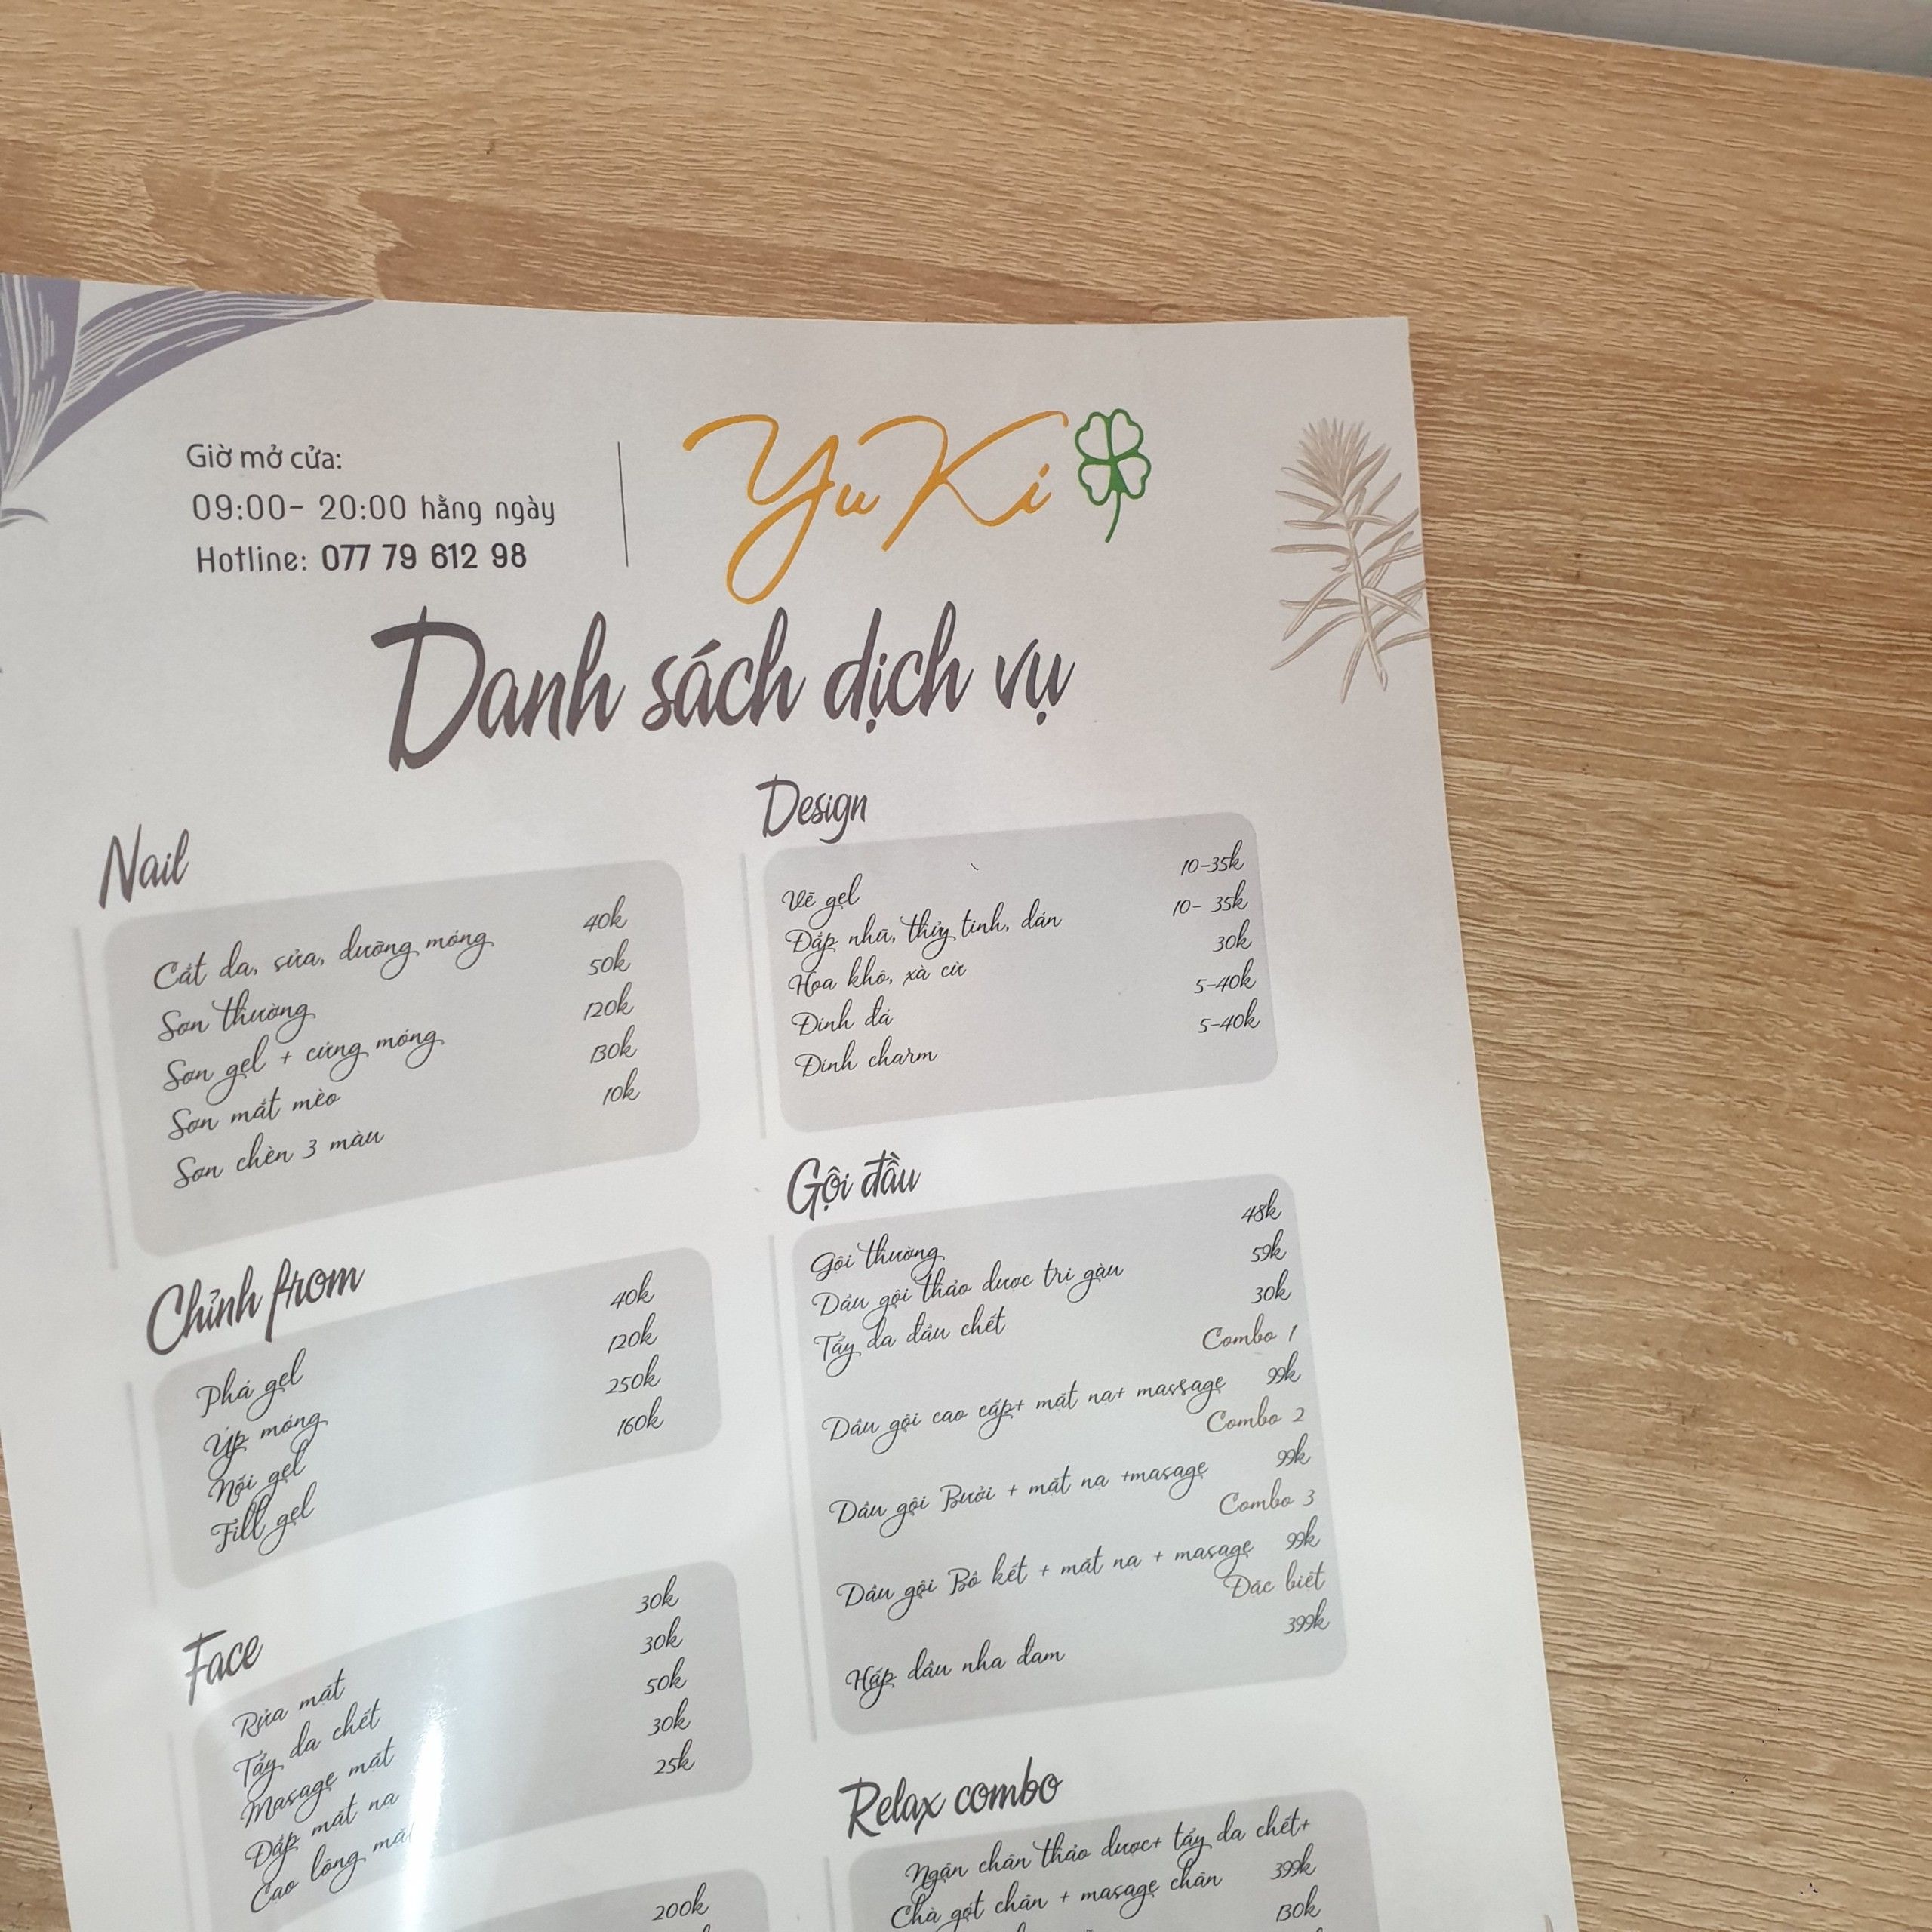 Giờ mở cửa:
09:00- 20:00 hằng ngày
Hotline: 077 79 612 98
YuKi
Danh sách dịch vụ
Nail
Cắt da, sửa, dưỡng móng 40k
Sơn thường 50k
Sơn gel + cứng móng 120k
Sơn mắt mèo 130k
Sơn chèn 3 màu 10k
Chỉnh from
Phá gel 40k
Úp móng 120k
Nối gel 250k
Fill gel 160k
Face
Rửa mặt 30k
Tẩy da chết 30k
Masage mặt 50k
Đắp mặt nạ 30k
Cạo lông mặt 25k
200k
Design
Vẽ gel 10-35k
Đắp nhũ, thủy tinh, dán 10- 35k
Hoa khô, xà cừ 30k
Đính đá 5-40k
Đính charm 5-40k
Gội đầu
Gội thường 48k
Dầu gội thảo dược trị gàu 59k
Tẩy da đầu chết 30k
Combo 1
Dầu gội cao cấp+ mặt nạ+ massage 99k
Combo 2
Dầu gội Bưởi + mặt nạ +masage 99k
Combo 3
Dầu gội Bồ kết + mặt nạ + masage 99k
Đặc biệt
Hấp dầu nha đam 399k
Relax combo
Ngân chân thảo dược+ tẩy da chết+
Chà gót chân + masage chân 399k
130k